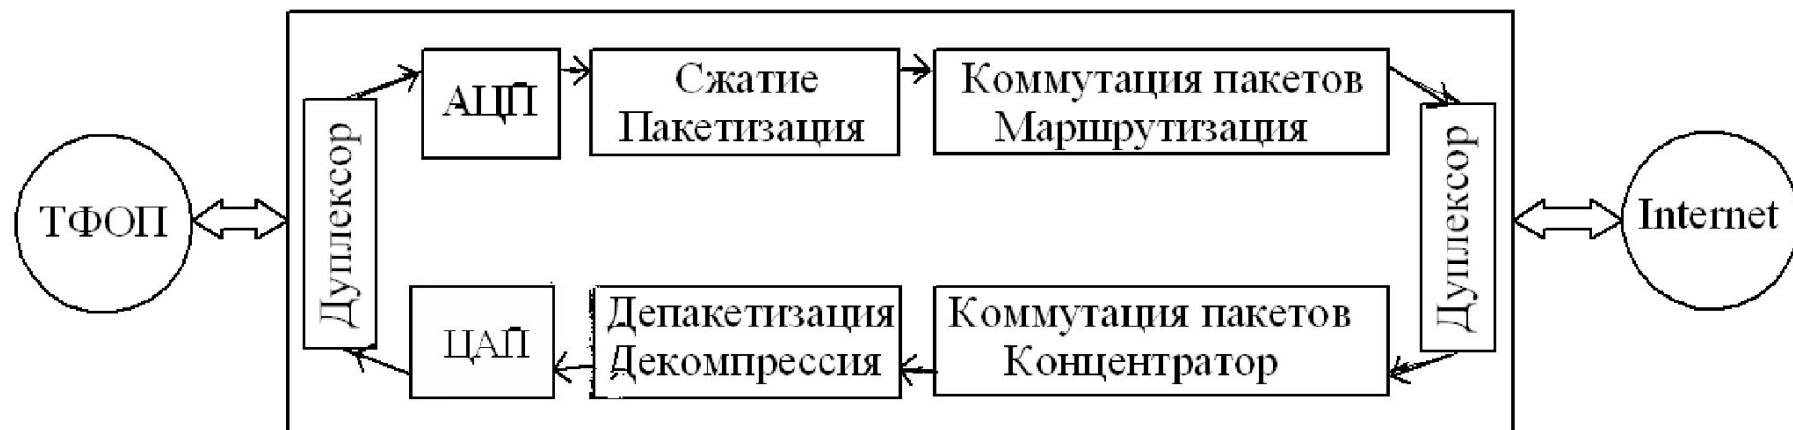 ТФОП
Дуплексор
АЦП
Сжатие
Пакетизация
Коммутация пакетов
Маршрутизация
Дуплексор
Internet
ЦАП
Депакетизация
Декомпрессия
Коммутация пакетов
Концентратор